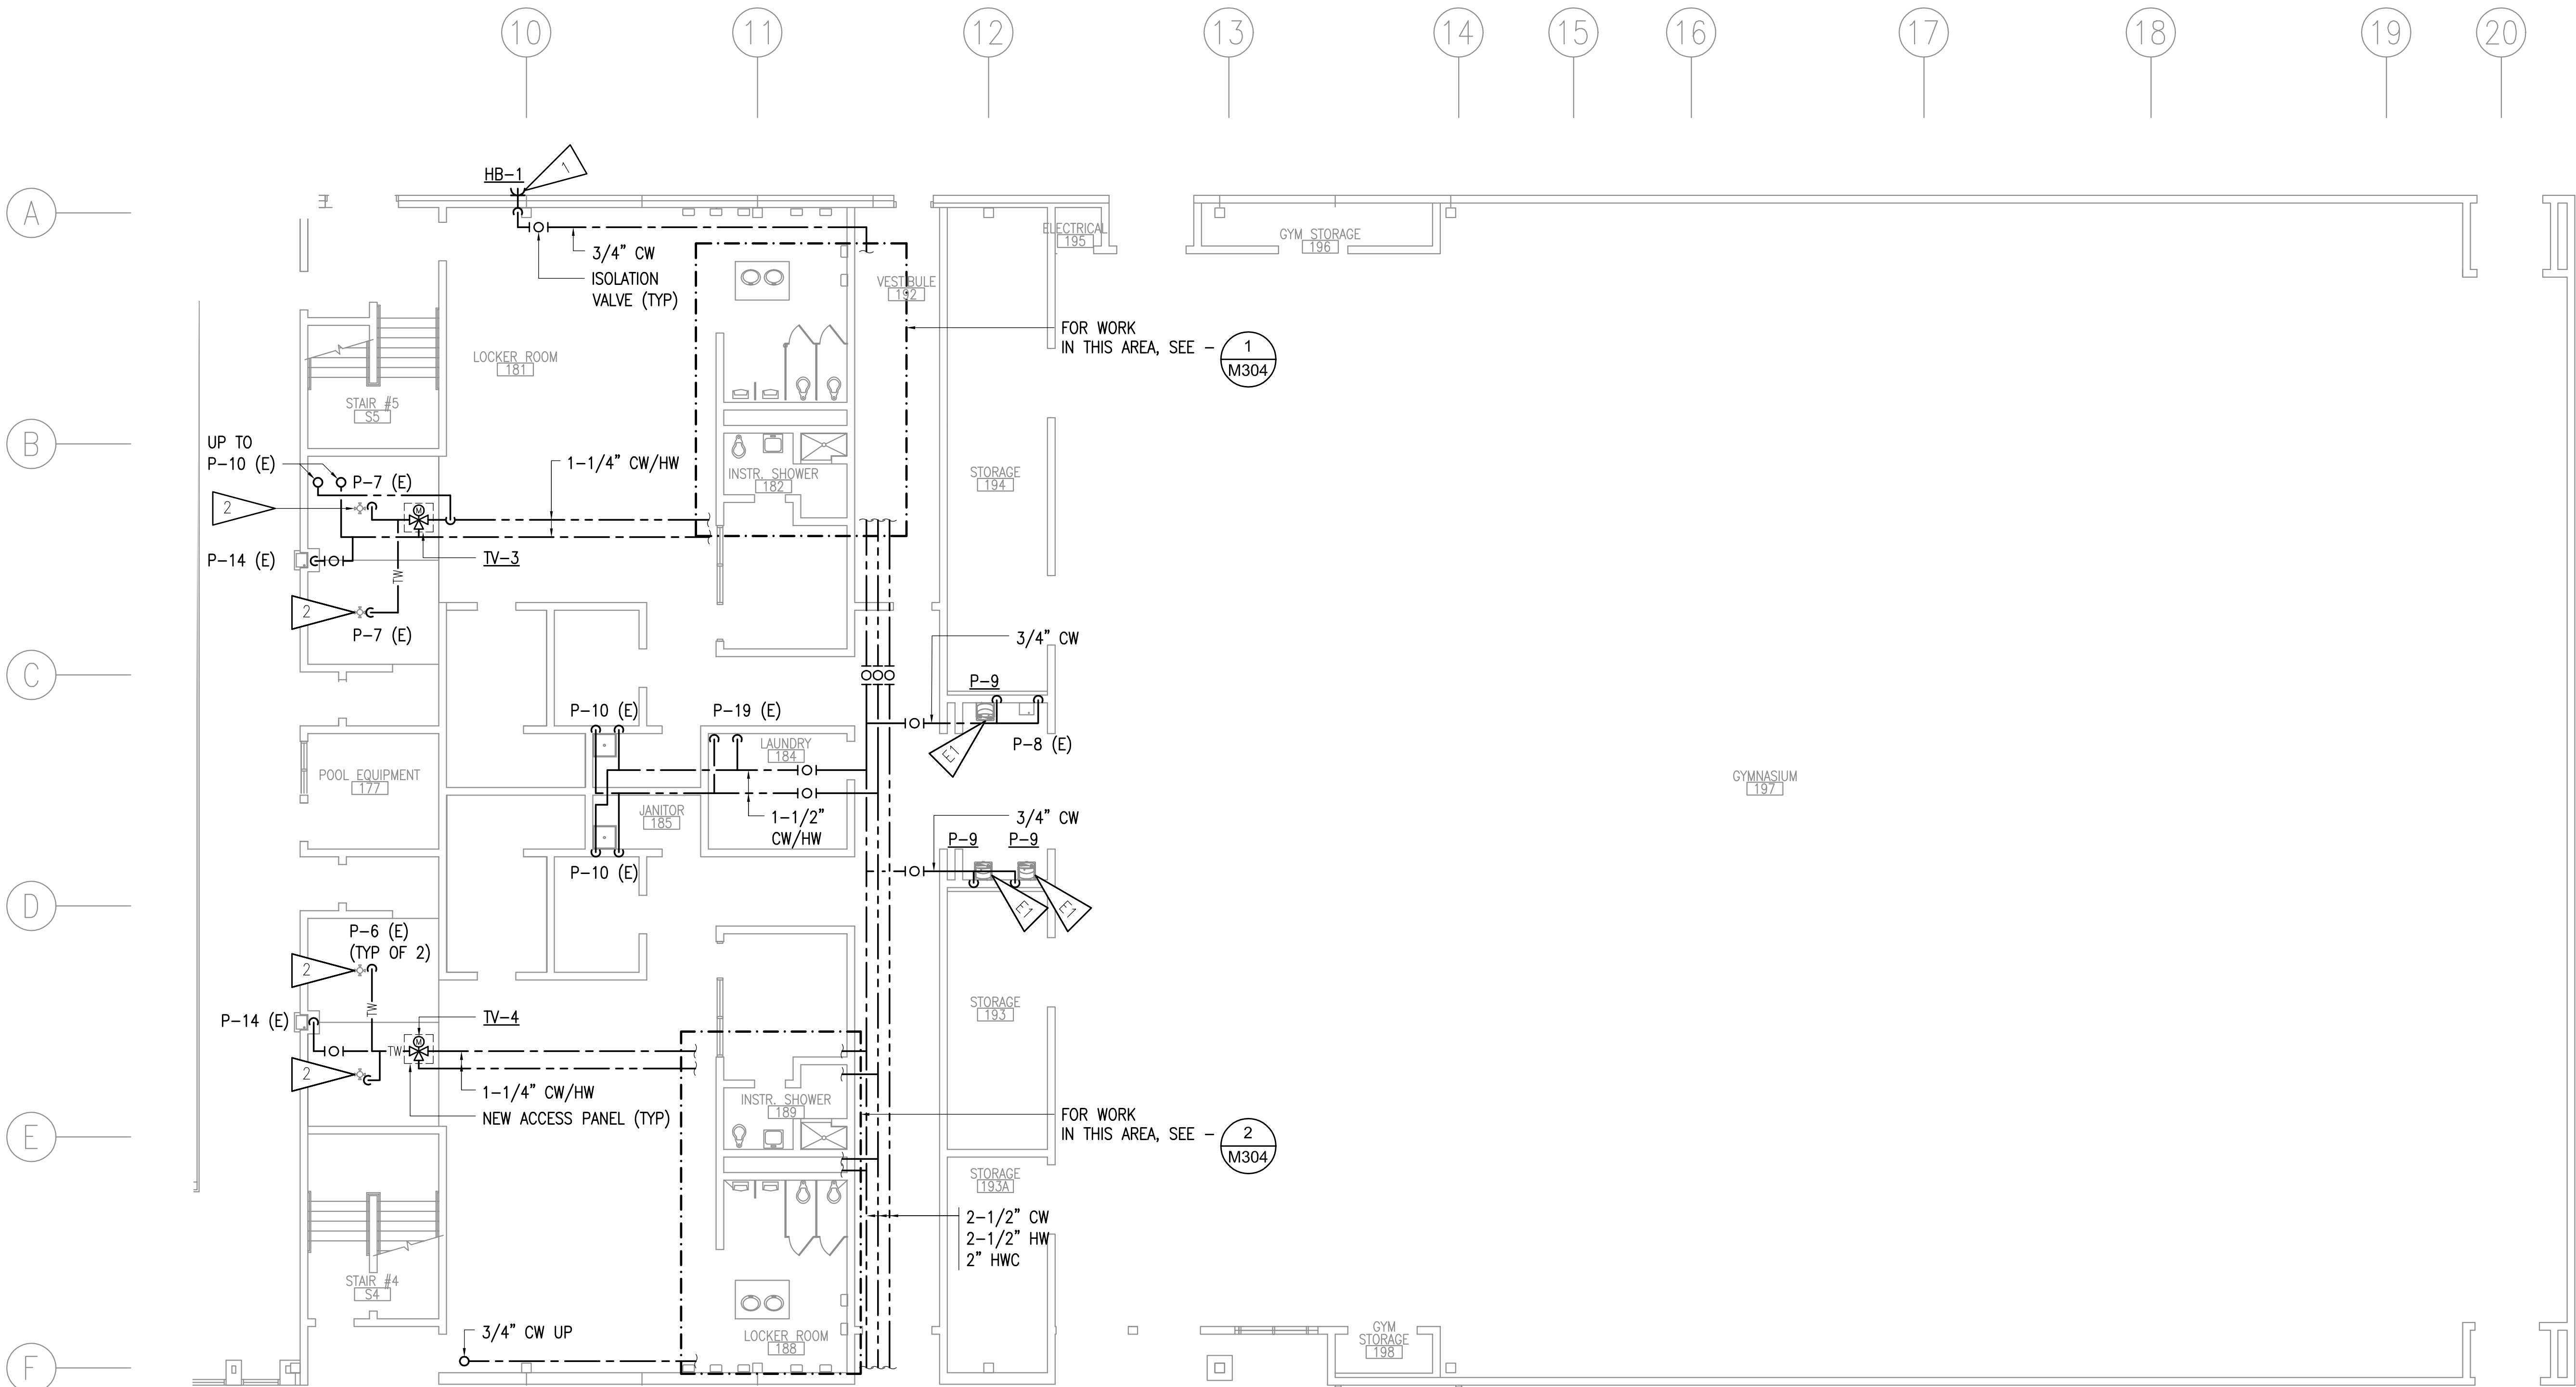 10
11
12
13
14
15
16
17
18
19
20
A
HB-1
1
ELECTRICAL
195
GYM STORAGE
196
3/4" CW
ISOLATION
VALVE (TYP)
VESTIBULE
192
FOR WORK
IN THIS AREA, SEE -
1
M304
LOCKER ROOM
181
STAIR #5
S5
B
UP TO
P-10 (E)
P-7 (E)
1-1/4" CW/HW
INSTR. SHOWER
182
STORAGE
194
2
M
P-14 (E)
TV-3
TW
2
P-7 (E)
3/4" CW
C
P-9
P-10 (E)
P-19 (E)
LAUNDRY
184
E1
P-8 (E)
POOL EQUIPMENT
177
GYMNASIUM
197
JANITOR
185
1-1/2"
CW/HW
3/4" CW
P-9
P-9
P-10 (E)
D
E1
E1
P-6 (E)
(TYP OF 2)
2
TW
STORAGE
193
P-14 (E)
TV-4
TW
M
2
1-1/4" CW/HW
NEW ACCESS PANEL (TYP)
INSTR. SHOWER
189
FOR WORK
IN THIS AREA, SEE -
2
M304
E
STORAGE
193A
2-1/2" CW
2-1/2" HW
2" HWC
STAIR #4
S4
3/4" CW UP
LOCKER ROOM
188
GYM
STORAGE
198
F